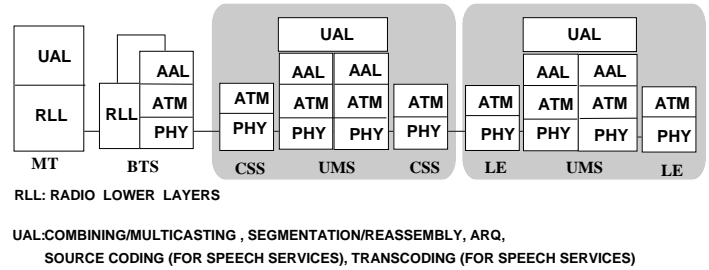 UAL UAL
UAL AAL AAL AAL AAL AAL
RLL RLL ATM ATM ATM ATM ATM ATM ATM ATM ATM
PHY PHY PHY PHY PHY PHY PHY PHY PHY
MT BTS CSS UMS CSS LE UMS LE
RLL: RADIO LOWER LAYERS
UAL:COMBINING/MULTICASTING , SEGMENTATION/REASSEMBLY, ARQ,
SOURCE CODING (FOR SPEECH SERVICES), TRANSCODING (FOR SPEECH SERVICES)